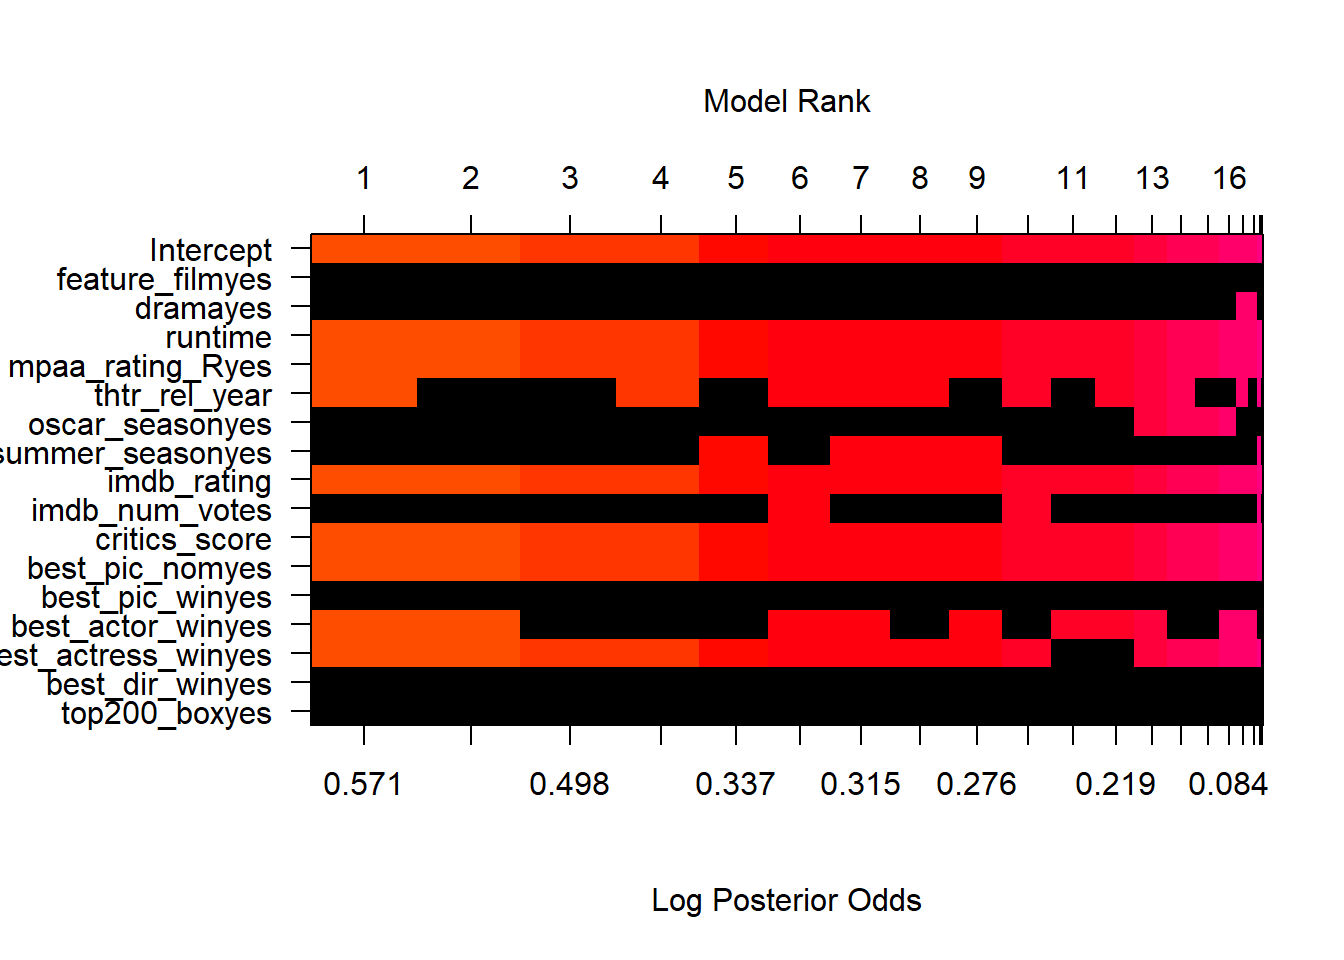 Model Rank
1 2 3 4 5 6 7 8 9 11 13 16
Intercept
feature_filmyes
dramayes
runtime
mpaa_rating_Ryes
thtr_rel_year
oscar_seasonyes
summer_seasonyes
imdb_rating
imdb_num_votes
critics_score
best_pic_nomyes
best_pic_winyes
best_actor_winyes
est_actress_winyes
best_dir_winyes
top200_boxyes
0.571 0.498 0.337 0.315 0.276 0.219 0.084
Log Posterior Odds